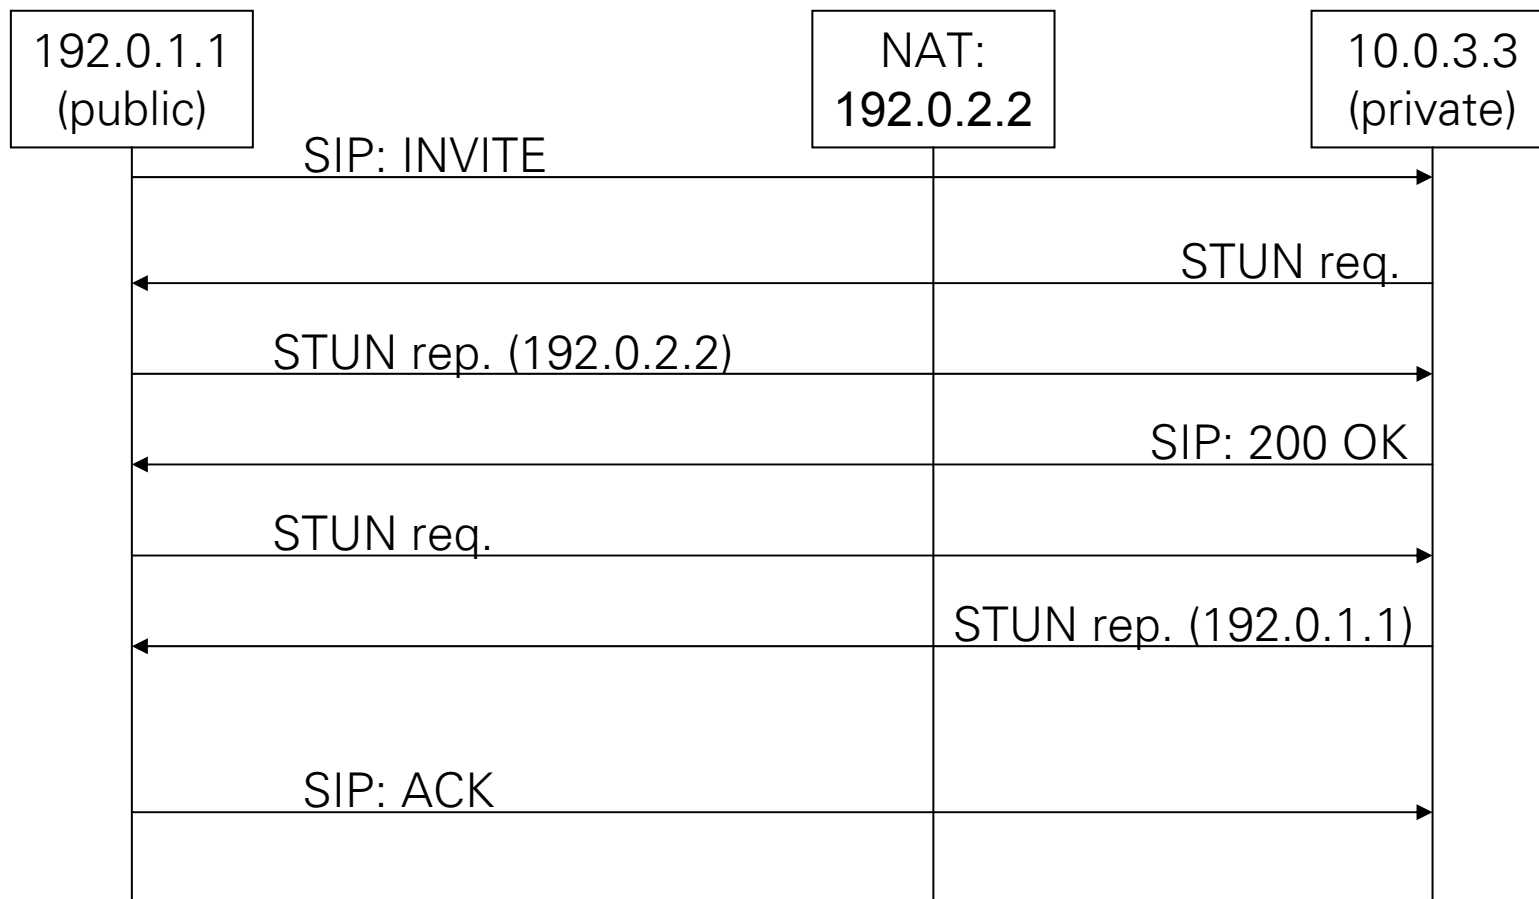 192.0.1.1
(public)
NAT:
192.0.2.2
10.0.3.3
(private)
SIP: INVITE
STUN req.
STUN rep. (192.0.2.2)
SIP: 200 OK
STUN req.
STUN rep. (192.0.1.1)
SIP: ACK